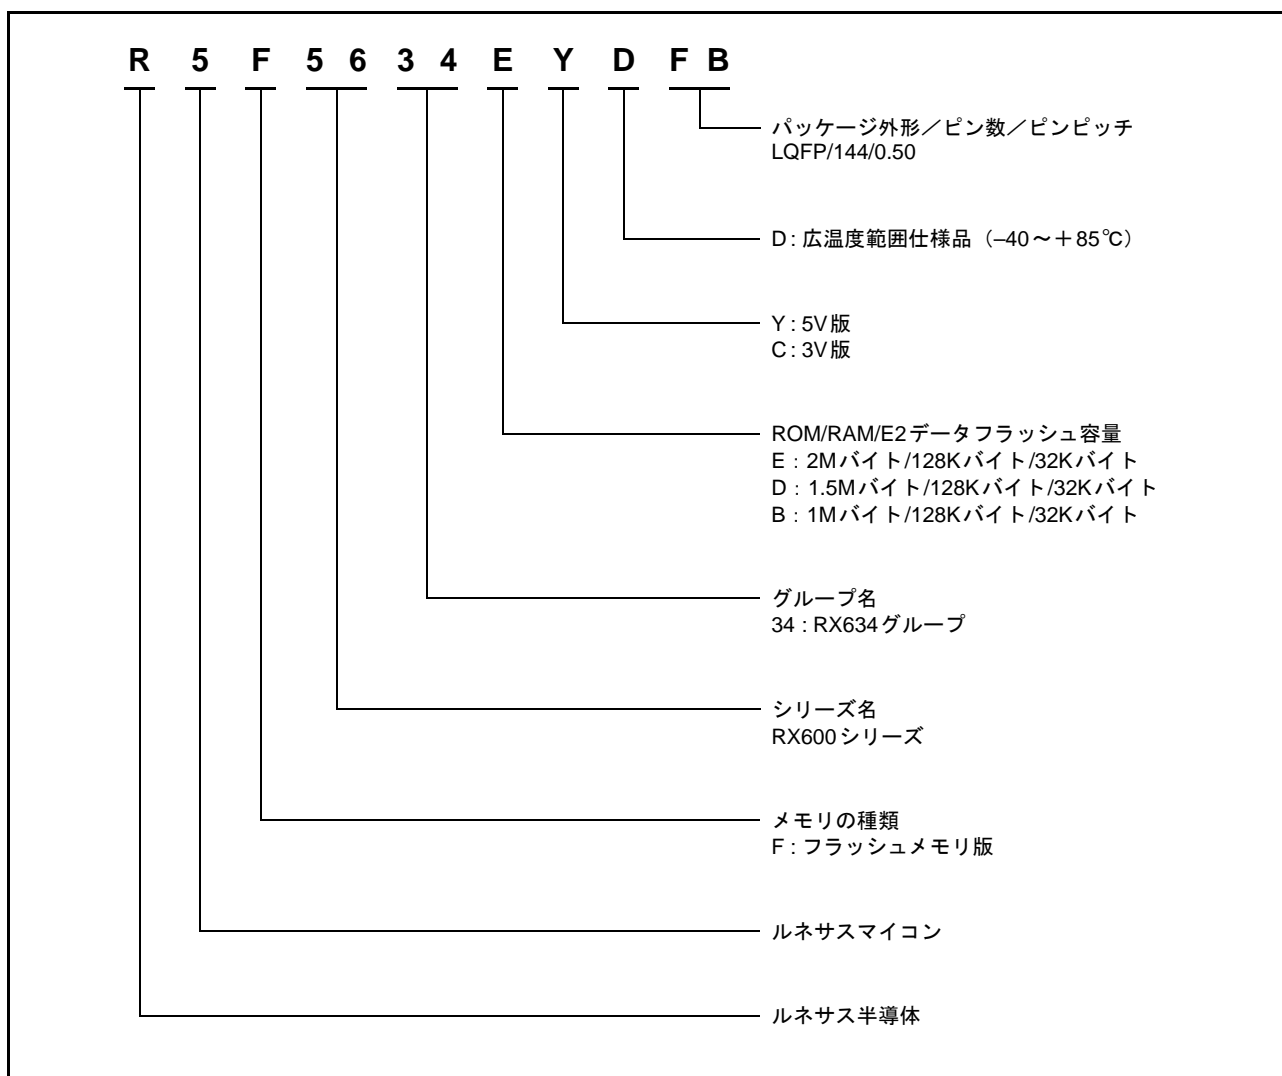 R 5 F 5 6 3 4 E Y D F B
パッケージ外形／ピン数／ピンピッチ
LQFP/144/0.50
D : 広温度範囲仕様品（–40～＋85℃）
Y : 5V版
C : 3V版
ROM/RAM/E2データフラッシュ容量
E : 2Mバイト/128Kバイト/32Kバイト
D : 1.5Mバイト/128Kバイト/32Kバイト
B : 1Mバイト/128Kバイト/32Kバイト
グループ名
34 : RX634グループ
シリーズ名
RX600シリーズ
メモリの種類
F : フラッシュメモリ版
ルネサスマイコン
ルネサス半導体